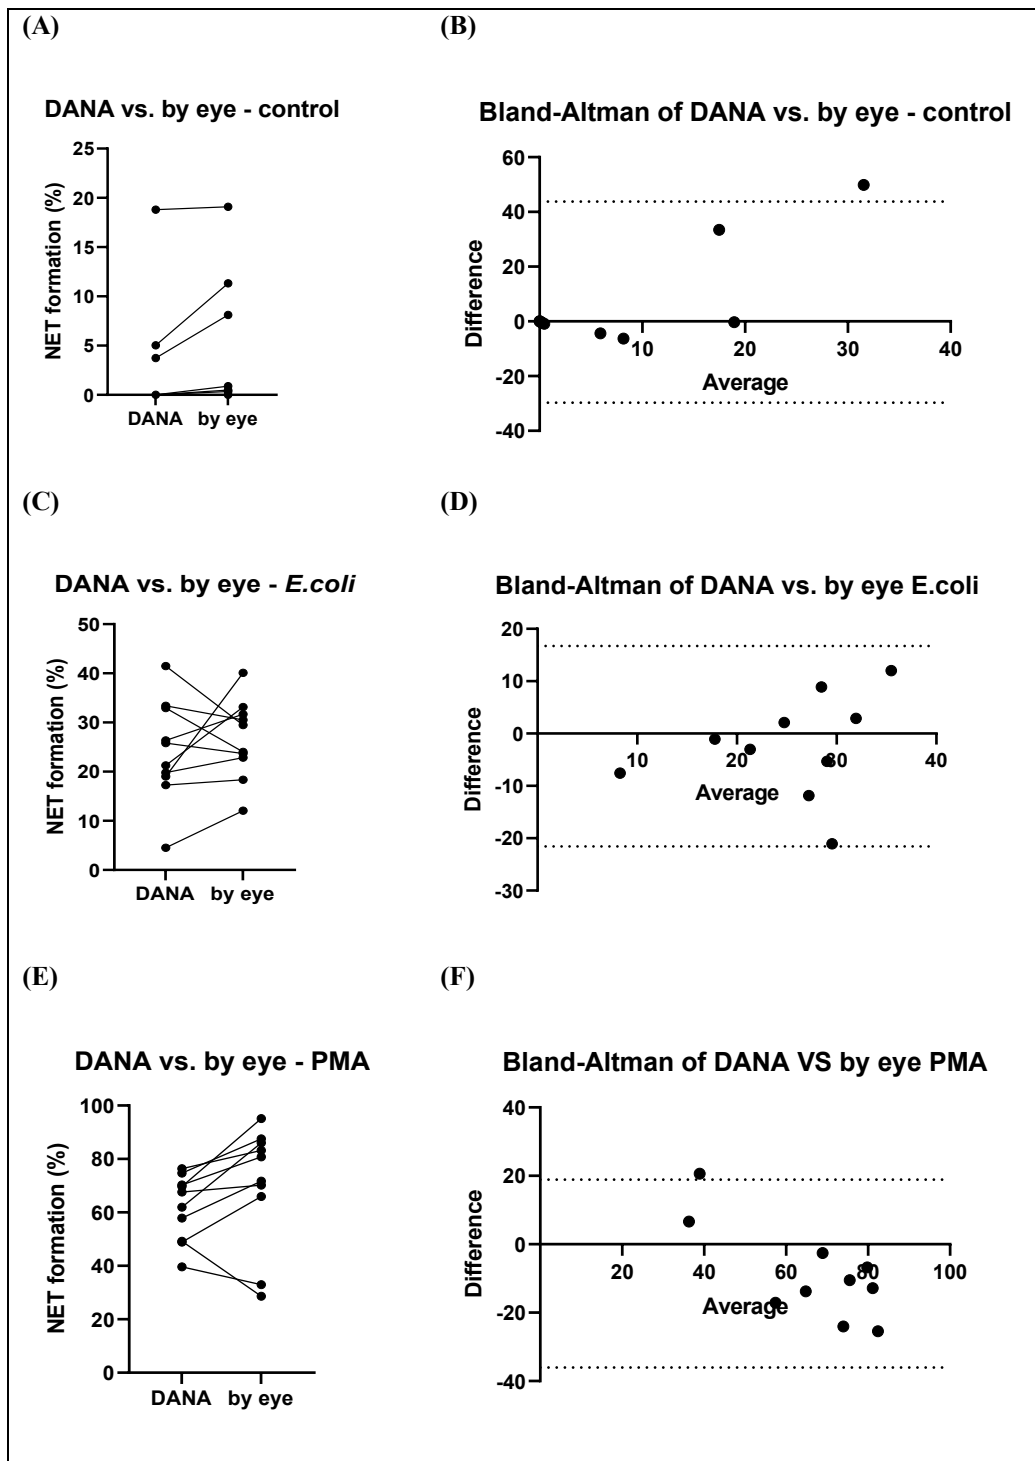 (A)
(B)
DANA vs. by eye - control
Bland-Altman of DANA vs. by eye - control
NET formation (%)
25
20
15
10
5
0
DANA by eye
Difference
60
40
20
0
-20
-40
10 20 30 40
Average
(C)
(D)
DANA vs. by eye - E.coli
Bland-Altman of DANA vs. by eye E.coli
NET formation (%)
50
40
30
20
10
0
DANA by eye
Difference
20
10
0
-10
-20
-30
10 20 30 40
Average
(E)
(F)
DANA vs. by eye - PMA
Bland-Altman of DANA VS by eye PMA
NET formation (%)
100
80
60
40
20
0
DANA by eye
Difference
40
20
0
-20
-40
20 40 60 80 100
Average